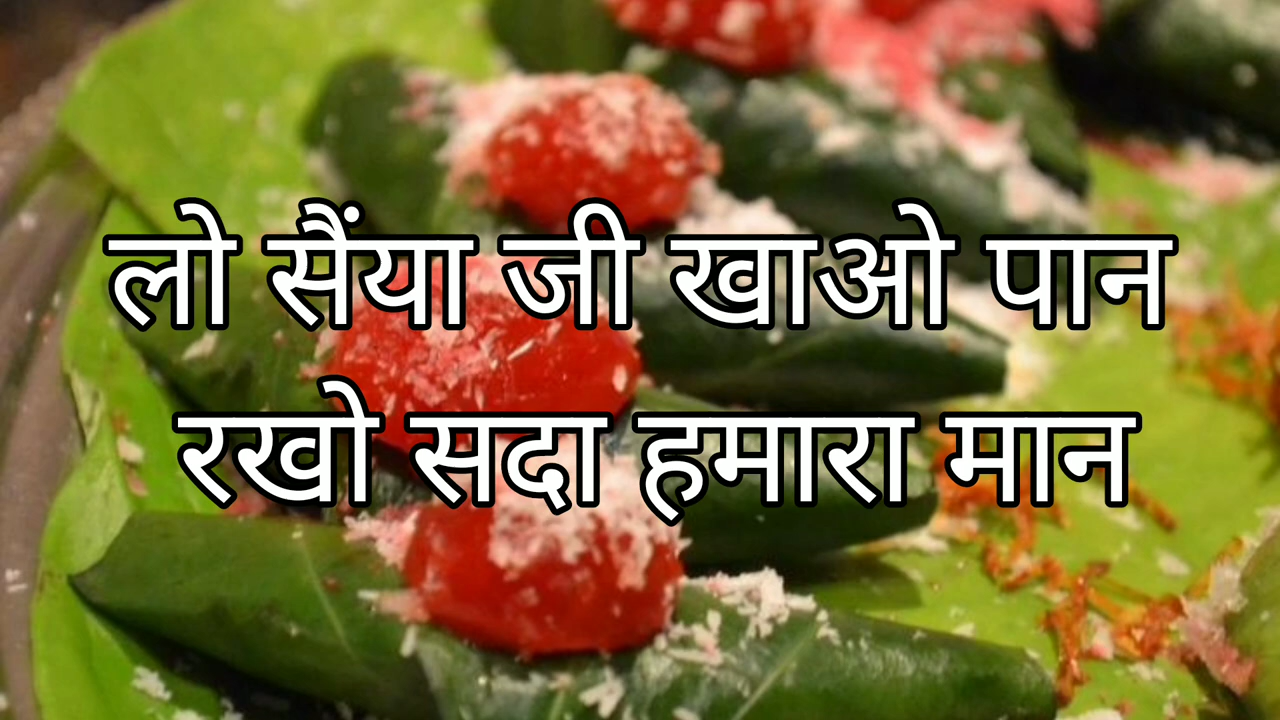 लो सैंया जी खाओ पान
रखो सदा हमारा मान